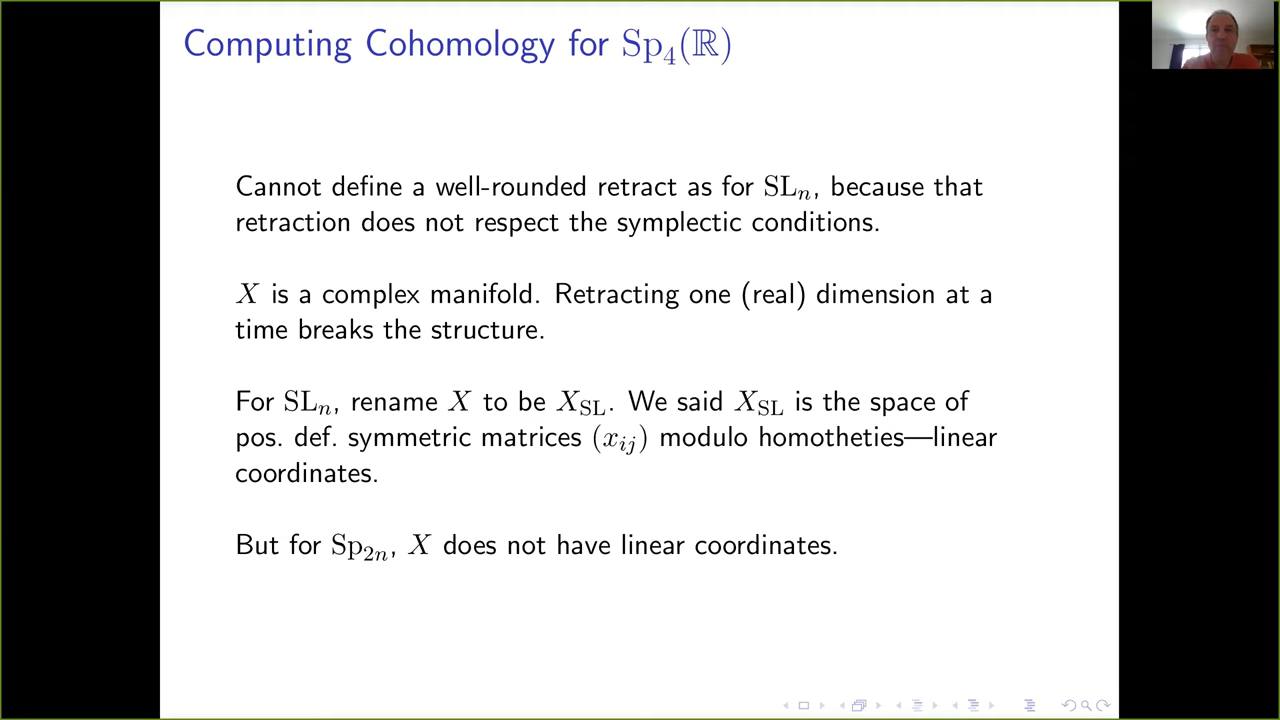 Computing Cohomology for Sp₄(ℝ)
Cannot define a well-rounded retract as for SLₙ, because that
retraction does not respect the symplectic conditions.
X is a complex manifold. Retracting one (real) dimension at a
time breaks the structure.
For SLₙ, rename X to be X_SL. We said X_SL is the space of
pos. def. symmetric matrices (x_ij) modulo homotheties—linear
coordinates.
But for Sp₂ₙ, X does not have linear coordinates.